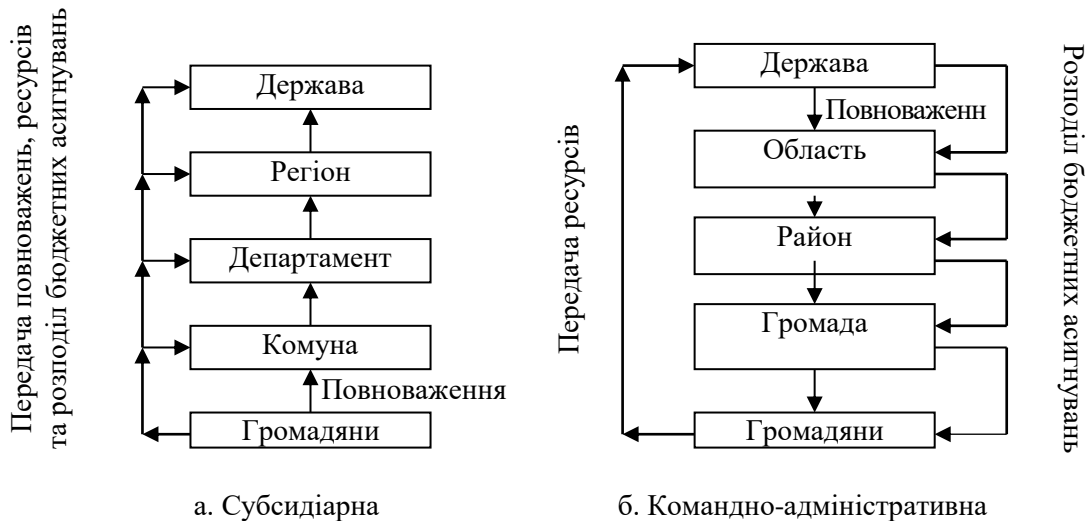 Передача повноважень, ресурсів
та розподіл бюджетних асигнувань
Держава
Регіон
Департамент
Комуна
Повноваження
Громадяни
а. Субсидіарна
Передача ресурсів
Держава
Повноваженн
Область
Район
Громада
Громадяни
Розподіл бюджетних асигнувань
б. Командно-адміністративна